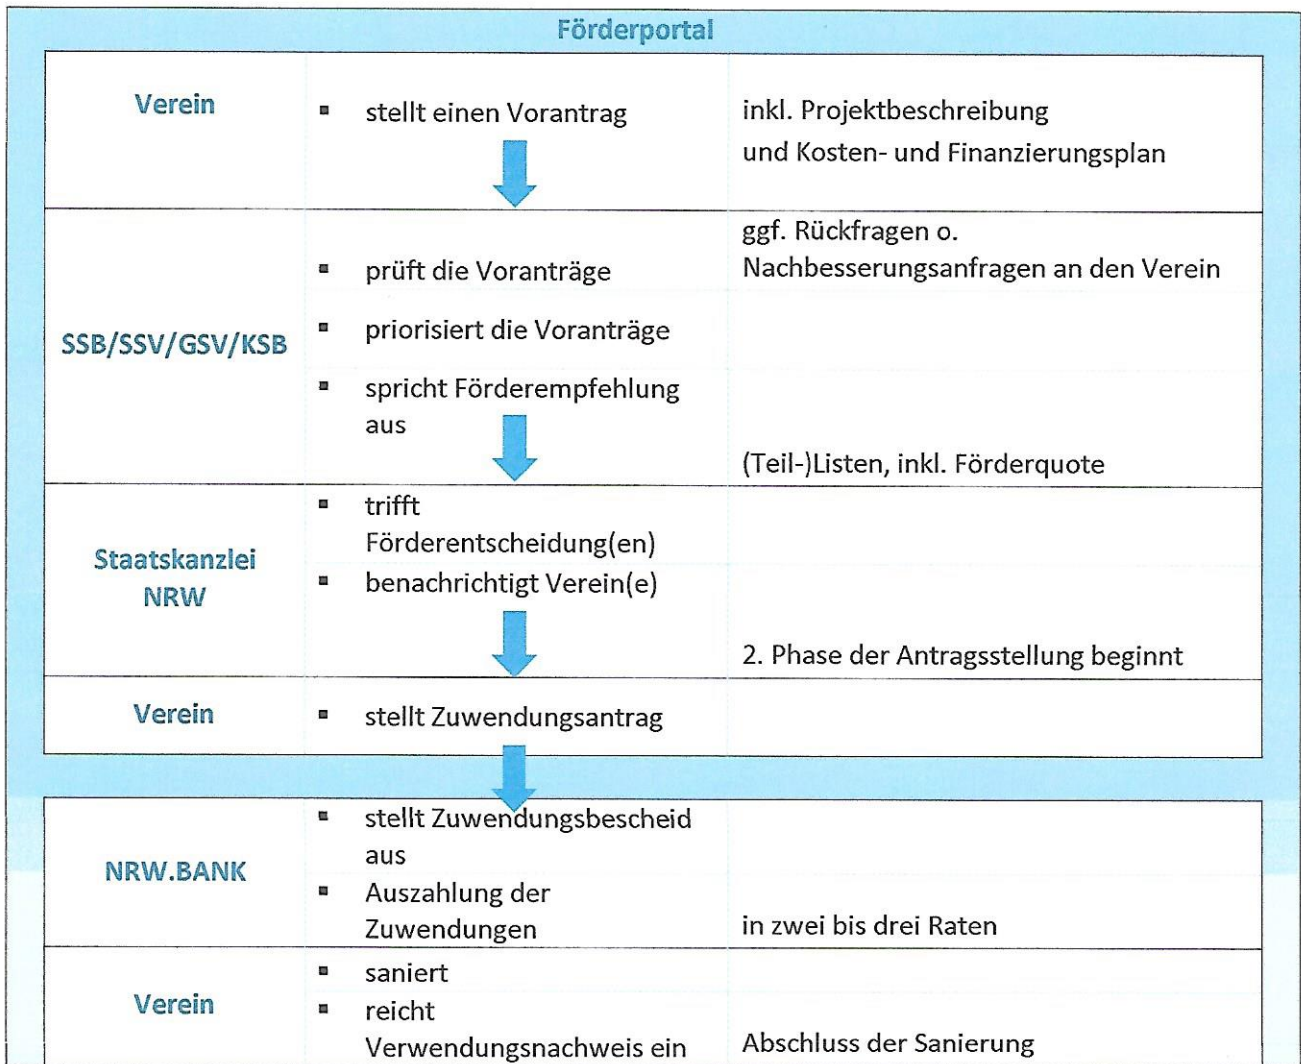 Förderportal
Verein
▪ stellt einen Vorantrag
inkl. Projektbeschreibung
und Kosten- und Finanzierungsplan
SSB/SSV/GSV/KSB
▪ prüft die Voranträge
▪ priorisiert die Voranträge
▪ spricht Förderempfehlung
aus
ggf. Rückfragen o.
Nachbesserungsanfragen an den Verein
(Teil-)Listen, inkl. Förderquote
Staatskanzlei
NRW
▪ trifft
Förderentscheidung(en)
▪ benachrichtigt Verein(e)
2. Phase der Antragsstellung beginnt
Verein
▪ stellt Zuwendungsantrag
NRW.BANK
▪ stellt Zuwendungsbescheid
aus
▪ Auszahlung der
Zuwendungen
in zwei bis drei Raten
Verein
▪ saniert
▪ reicht
Verwendungsnachweis ein
Abschluss der Sanierung